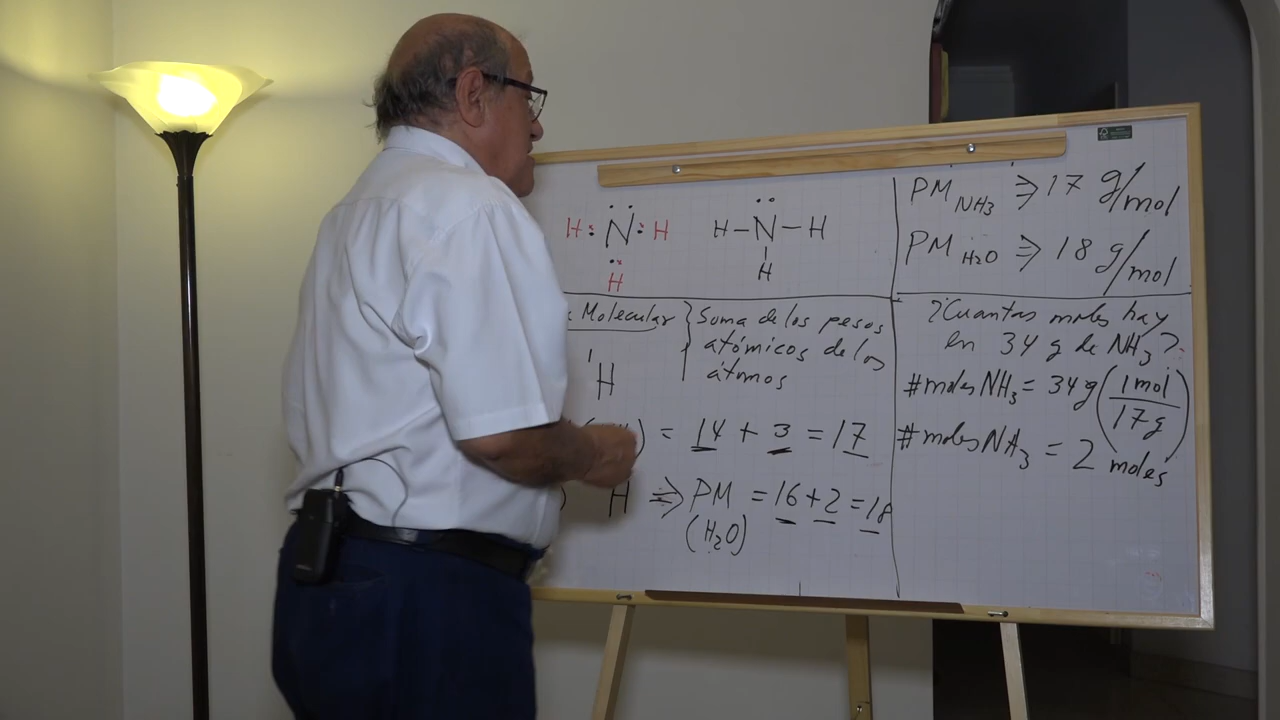 H : N : H
H
H–N–H
H
PM NH3 ⇒ 17 g/mol
PM H2O ⇒ 18 g/mol
Molecular } Suma de los pesos
atómicos de los
átomos
1
H
= 14 + 3 = 17
H ⇒ PM = 16 + 2 = 18
(H2O)
¿Cuantas moles hay
en 34 g de NH3?
#moles NH3 = 34 g (1 mol / 17 g)
#moles NH3 = 2 moles